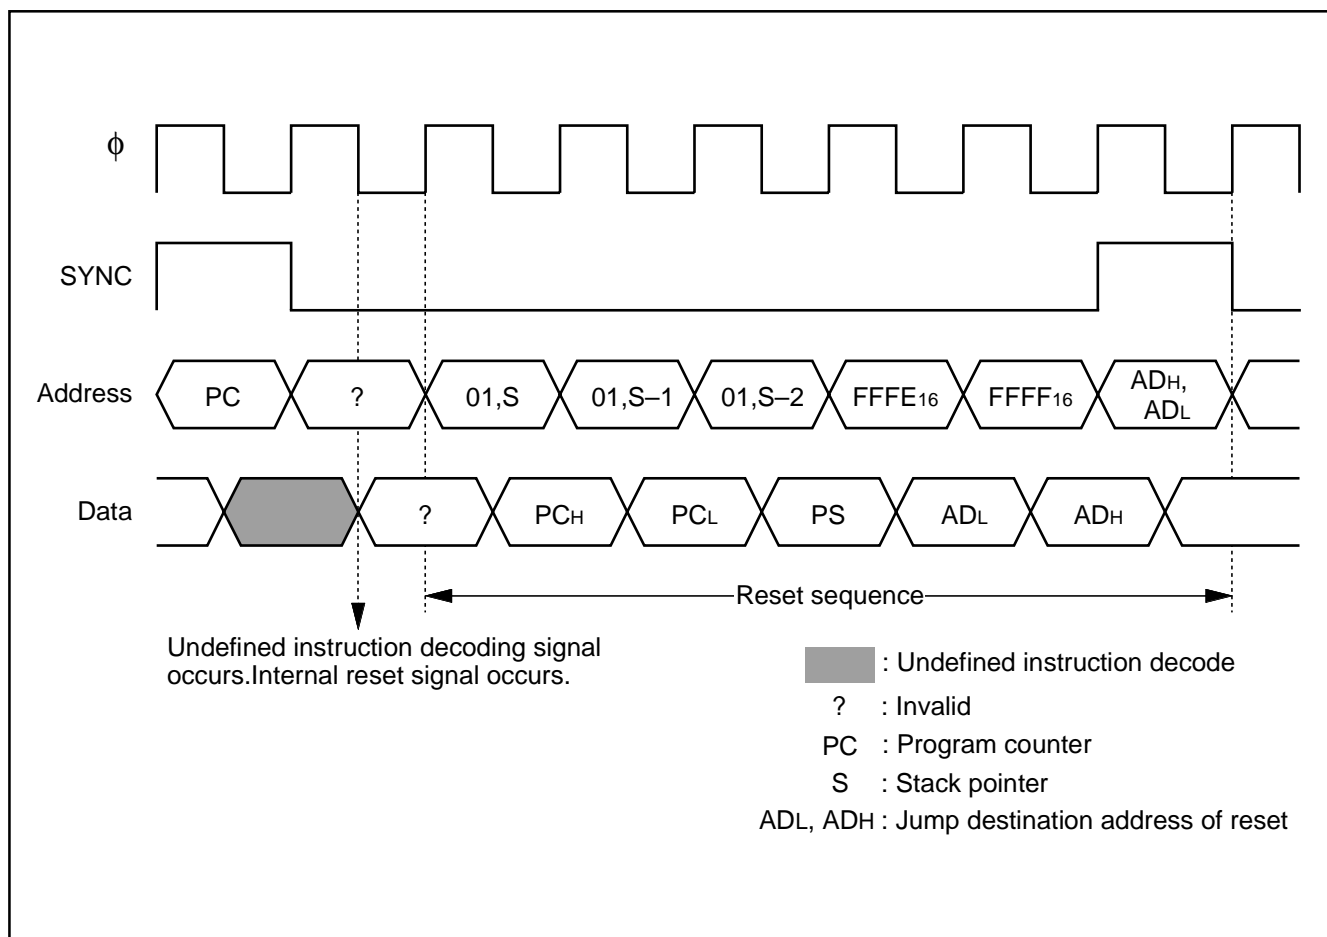 ϕ
SYNC
Address PC ? 01,S 01,S–1 01,S–2 FFFE16 FFFF16 ADH, ADL
Data ? PCH PCL PS ADL ADH
Reset sequence
Undefined instruction decoding signal
occurs.Internal reset signal occurs.
: Undefined instruction decode
? : Invalid
PC : Program counter
S : Stack pointer
ADL, ADH : Jump destination address of reset